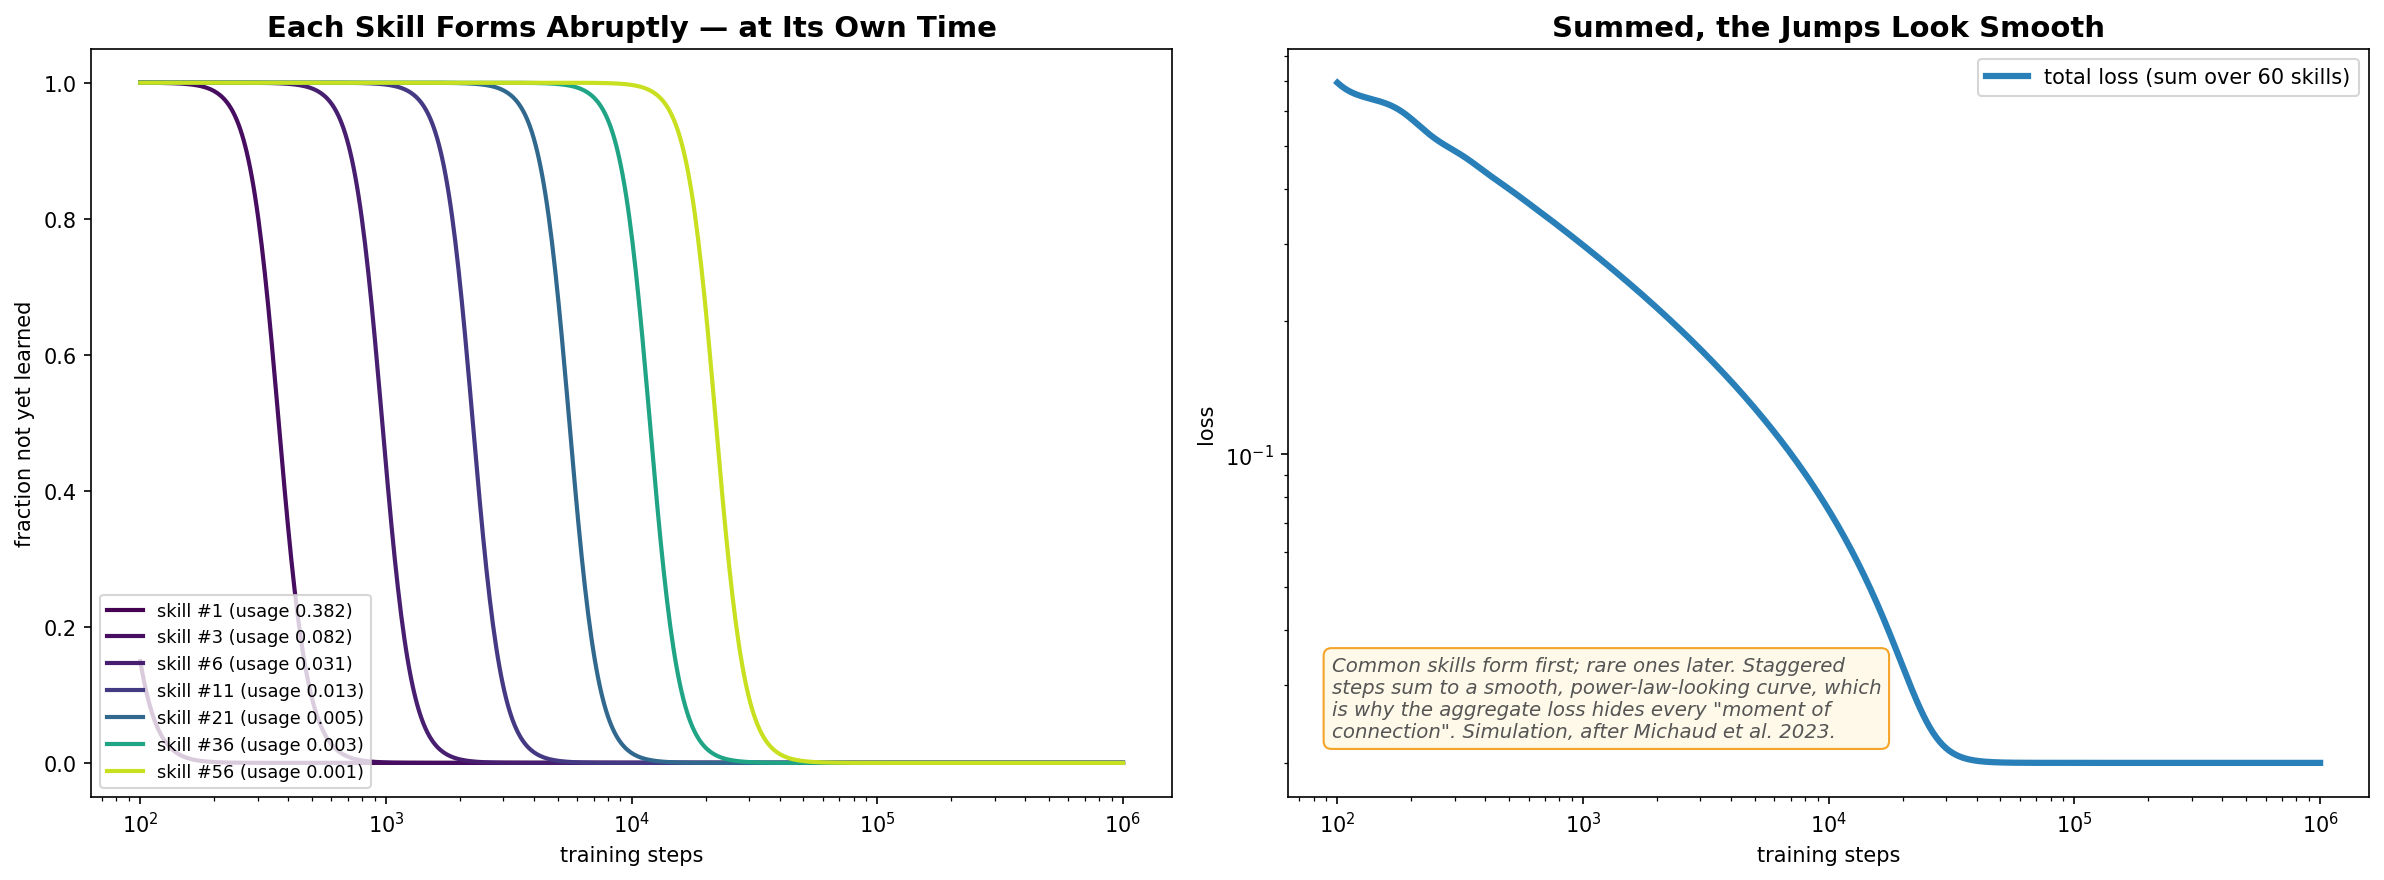 Each Skill Forms Abruptly — at Its Own Time
fraction not yet learned
1.0
0.8
0.6
0.4
0.2
0.0
skill #1 (usage 0.382)
skill #3 (usage 0.082)
skill #6 (usage 0.031)
skill #11 (usage 0.013)
skill #21 (usage 0.005)
skill #36 (usage 0.003)
skill #56 (usage 0.001)
10²
10³
10⁴
10⁵
10⁶
training steps
Summed, the Jumps Look Smooth
total loss (sum over 60 skills)
loss
10⁻¹
Common skills form first; rare ones later. Staggered
steps sum to a smooth, power-law-looking curve, which
is why the aggregate loss hides every "moment of
connection". Simulation, after Michaud et al. 2023.
10²
10³
10⁴
10⁵
10⁶
training steps